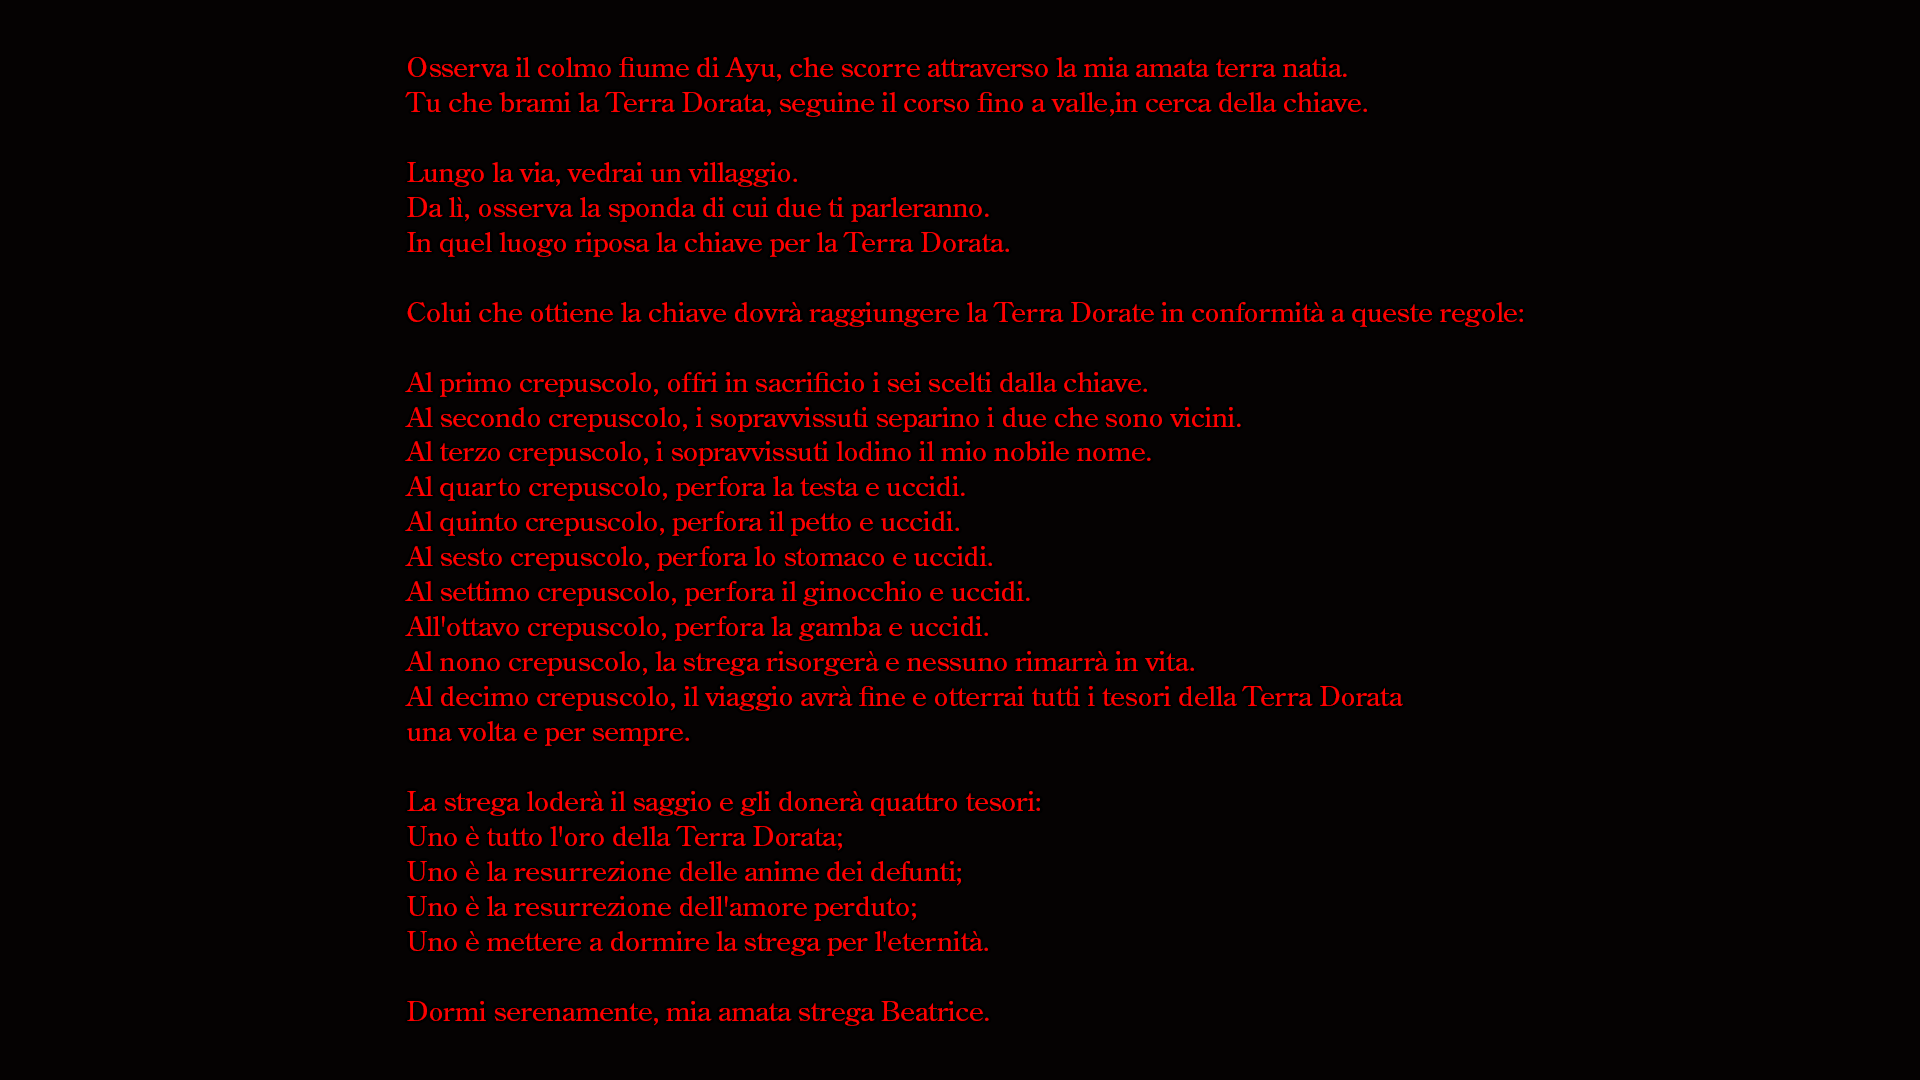 Osserva il colmo fiume di Ayu, che scorre attraverso la mia amata terra natia.
Tu che brami la Terra Dorata, seguine il corso fino a valle,in cerca della chiave.
Lungo la via, vedrai un villaggio.
Da lì, osserva la sponda di cui due ti parleranno.
In quel luogo riposa la chiave per la Terra Dorata.
Colui che ottiene la chiave dovrà raggiungere la Terra Dorate in conformità a queste regole:
Al primo crepuscolo, offri in sacrificio i sei scelti dalla chiave.
Al secondo crepuscolo, i sopravvissuti separino i due che sono vicini.
Al terzo crepuscolo, i sopravvissuti lodino il mio nobile nome.
Al quarto crepuscolo, perfora la testa e uccidi.
Al quinto crepuscolo, perfora il petto e uccidi.
Al sesto crepuscolo, perfora lo stomaco e uccidi.
Al settimo crepuscolo, perfora il ginocchio e uccidi.
All'ottavo crepuscolo, perfora la gamba e uccidi.
Al nono crepuscolo, la strega risorgerà e nessuno rimarrà in vita.
Al decimo crepuscolo, il viaggio avrà fine e otterrai tutti i tesori della Terra Dorata
una volta e per sempre.
La strega loderà il saggio e gli donerà quattro tesori:
Uno è tutto l'oro della Terra Dorata;
Uno è la resurrezione delle anime dei defunti;
Uno è la resurrezione dell'amore perduto;
Uno è mettere a dormire la strega per l'eternità.
Dormi serenamente, mia amata strega Beatrice.